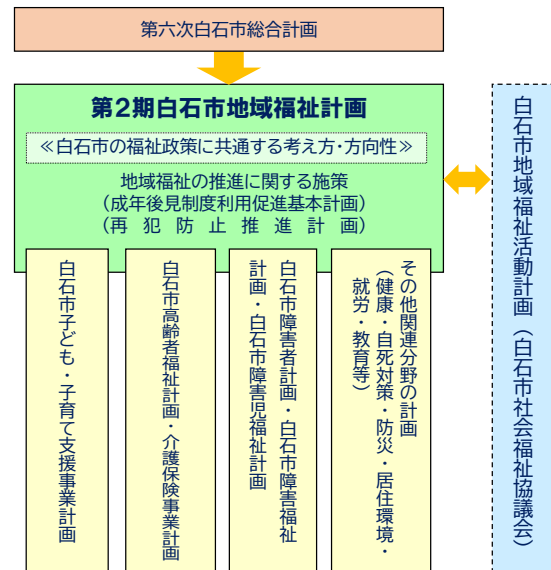 第六次白石市総合計画
第2期白石市地域福祉計画
≪白石市の福祉政策に共通する考え方・方向性≫
地域福祉の推進に関する施策
(成年後見制度利用促進基本計画)
(再犯防止推進計画)
白石市子ども・子育て支援事業計画
白石市高齢者福祉計画・介護保険事業計画
白石市障害者計画・白石市障害福祉
計画・白石市障害児福祉計画
その他関連分野の計画
(健康・自死対策・防災・居住環境・
就労・教育等)
白石市地域福祉活動計画(白石市社会福祉協議会)